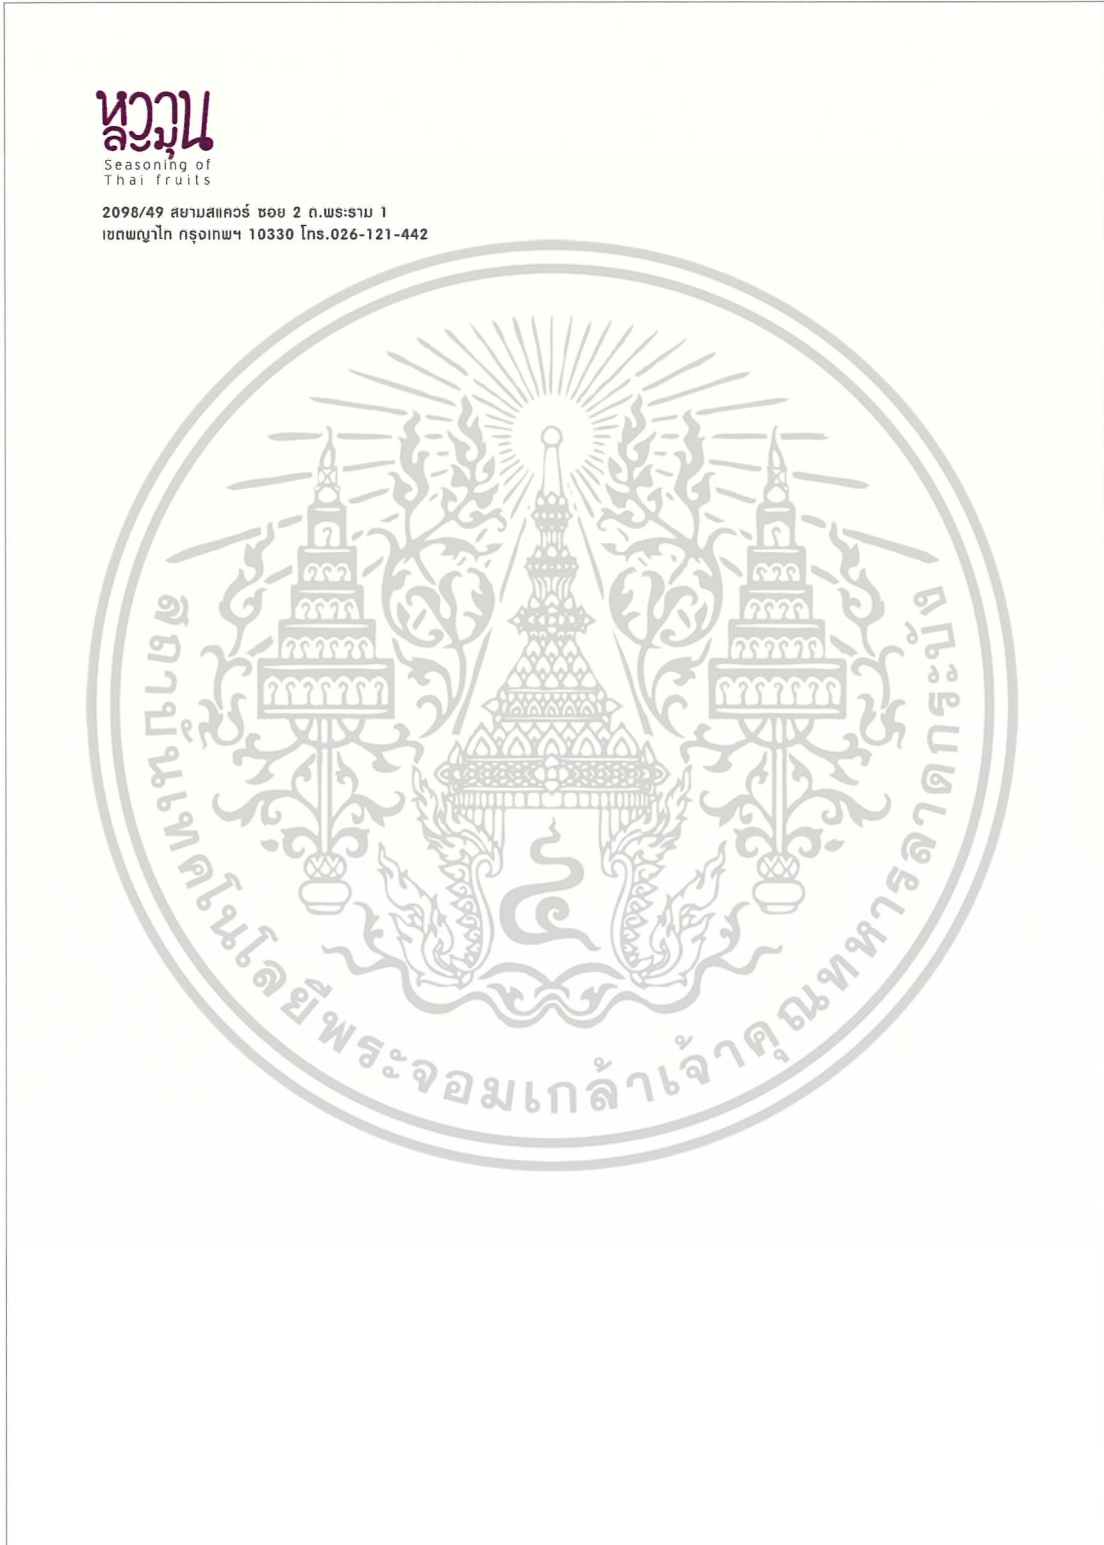 หวาน
ละมุน
Seasoning of
Thai fruits
2098/49 สยามสแควร์ ซอย 2 ถ.พระราม 1
เขตพญาไท กรุงเทพฯ 10330 โทร.026-121-442
สถาบันเทคโนโลยีพระจอมเกล้าเจ้าคุณทหารลาดกระบัง
๔